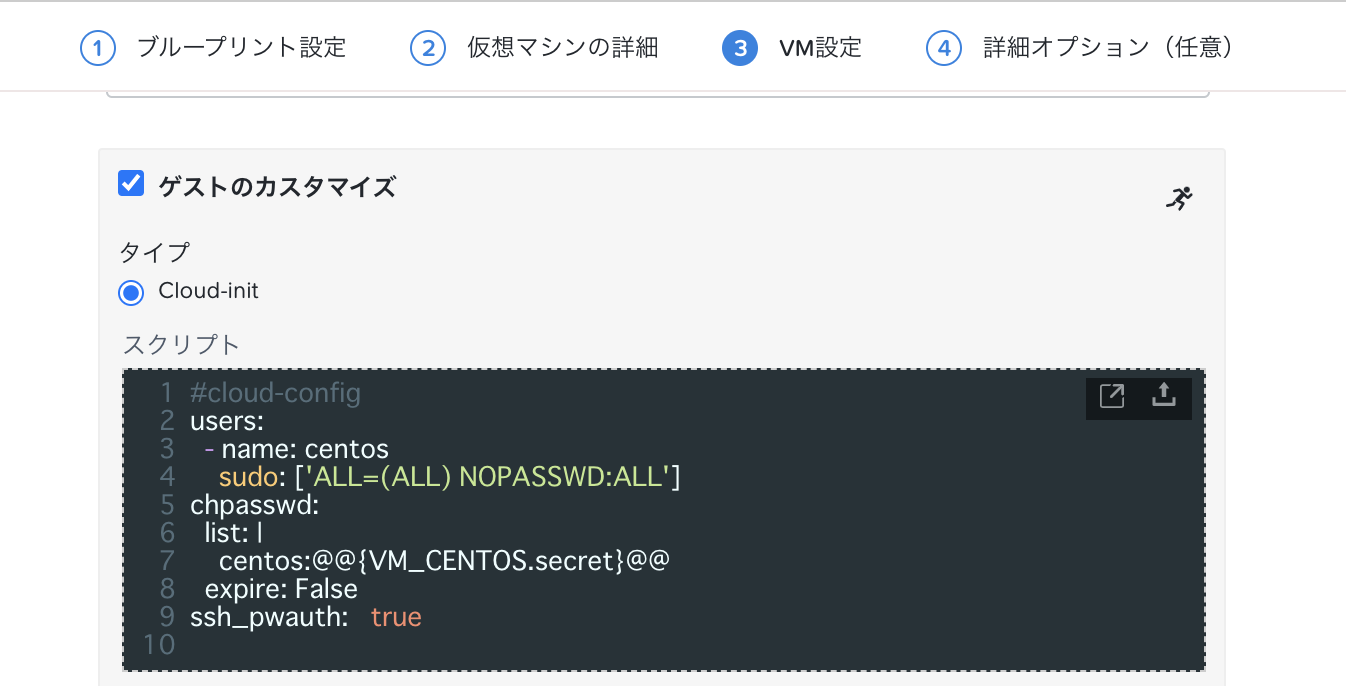 1 ブループリント設定 2 仮想マシンの詳細 3 VM設定 4 詳細オプション（任意）
ゲストのカスタマイズ
タイプ
Cloud-init
スクリプト
1 #cloud-config
2 users:
3   - name: centos
4     sudo: ['ALL=(ALL) NOPASSWD:ALL']
5 chpasswd:
6   list: |
7     centos:@@{VM_CENTOS.secret}@@
8   expire: False
9 ssh_pwauth:   true
10